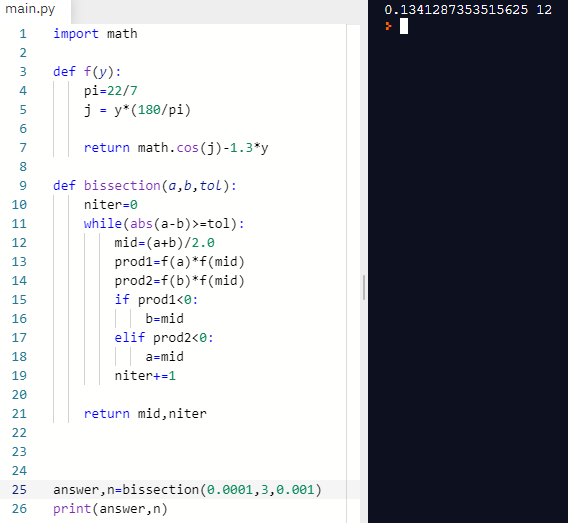 main.py
1 import math
2
3 def f(y):
4 pi=22/7
5 j = y*(180/pi)
6
7 return math.cos(j)-1.3*y
8
9 def bissection(a,b,tol):
10 niter=0
11 while(abs(a-b)>=tol):
12 mid=(a+b)/2.0
13 prod1=f(a)*f(mid)
14 prod2=f(b)*f(mid)
15 if prod1<0:
16 b=mid
17 elif prod2<0:
18 a=mid
19 niter+=1
20
21 return mid,niter
22
23
24
25 answer,n=bissection(0.0001,3,0.001)
26 print(answer,n)
0.1341287353515625 12